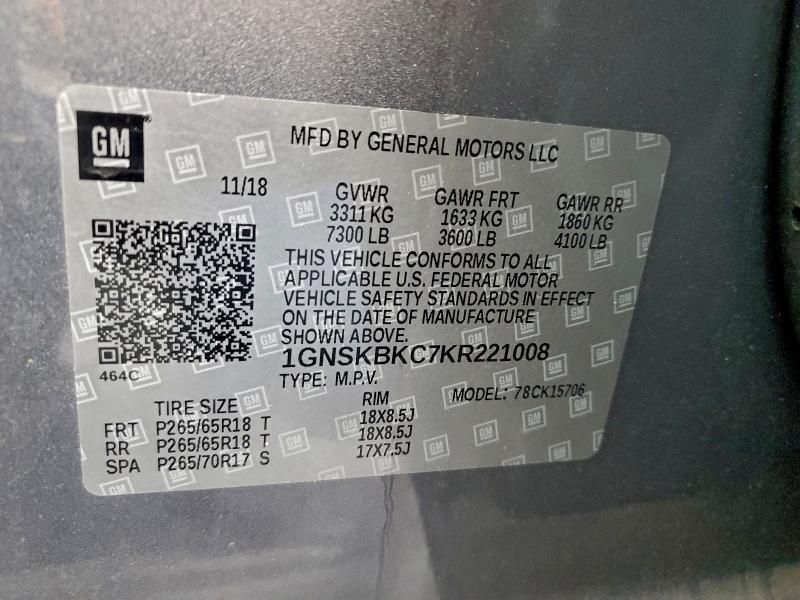 GM
MFD BY GENERAL MOTORS LLC
11/18 GVWR GAWR FRT GAWR RR
3311 KG 1633 KG 1860 KG
7300 LB 3600 LB 4100 LB
THIS VEHICLE CONFORMS TO ALL
APPLICABLE U.S. FEDERAL MOTOR
VEHICLE SAFETY STANDARDS IN EFFECT
ON THE DATE OF MANUFACTURE
SHOWN ABOVE.
1GNSKBKC7KR221008
464C
TYPE: M.P.V. MODEL: 78CK15706
TIRE SIZE RIM
FRT P265/65R18 T 18X8.5J
RR P265/65R18 T 18X8.5J
SPA P265/70R17 S 17X7.5J